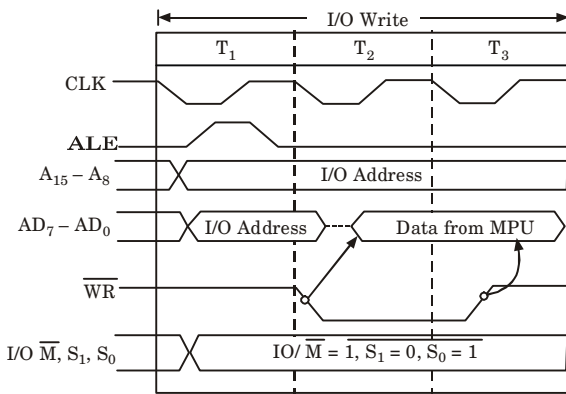 I/O Write
T₁ T₂ T₃
CLK
ALE
A₁₅ – A₈ I/O Address
AD₇ – AD₀ I/O Address Data from MPU
W̅R̅
I/O M̅, S₁, S₀ IO/ M̅ = 1, S₁ = 0, S₀ = 1